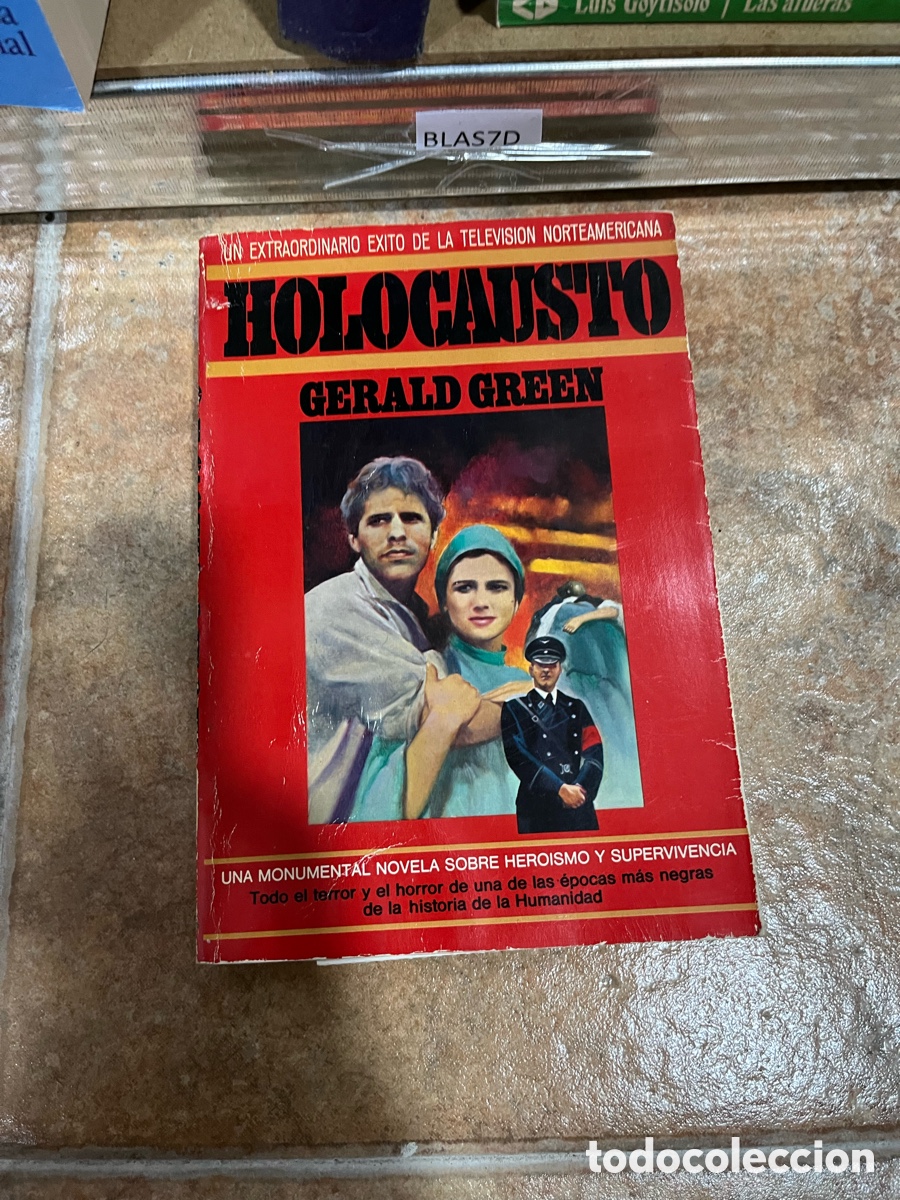 a
ial
Luis Goytisolo / Las afueras
BLAS7D
UN EXTRAORDINARIO EXITO DE LA TELEVISION NORTEAMERICANA
HOLOCAUSTO
GERALD GREEN
UNA MONUMENTAL NOVELA SOBRE HEROISMO Y SUPERVIVENCIA
Todo el terror y el horror de una de las épocas más negras
de la historia de la Humanidad
todocoleccion